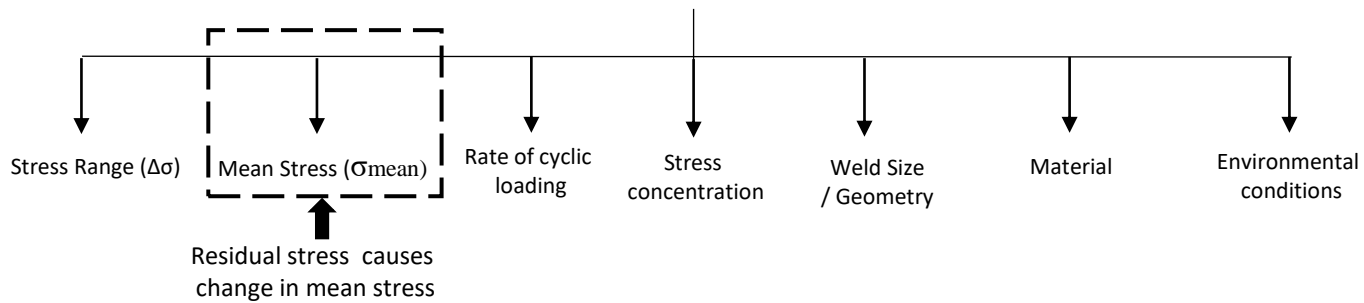 Stress Range (Δσ)
Mean Stress (σmean)
Rate of cyclic
loading
Stress
concentration
Weld Size
/ Geometry
Material
Environmental
conditions
Residual stress causes
change in mean stress